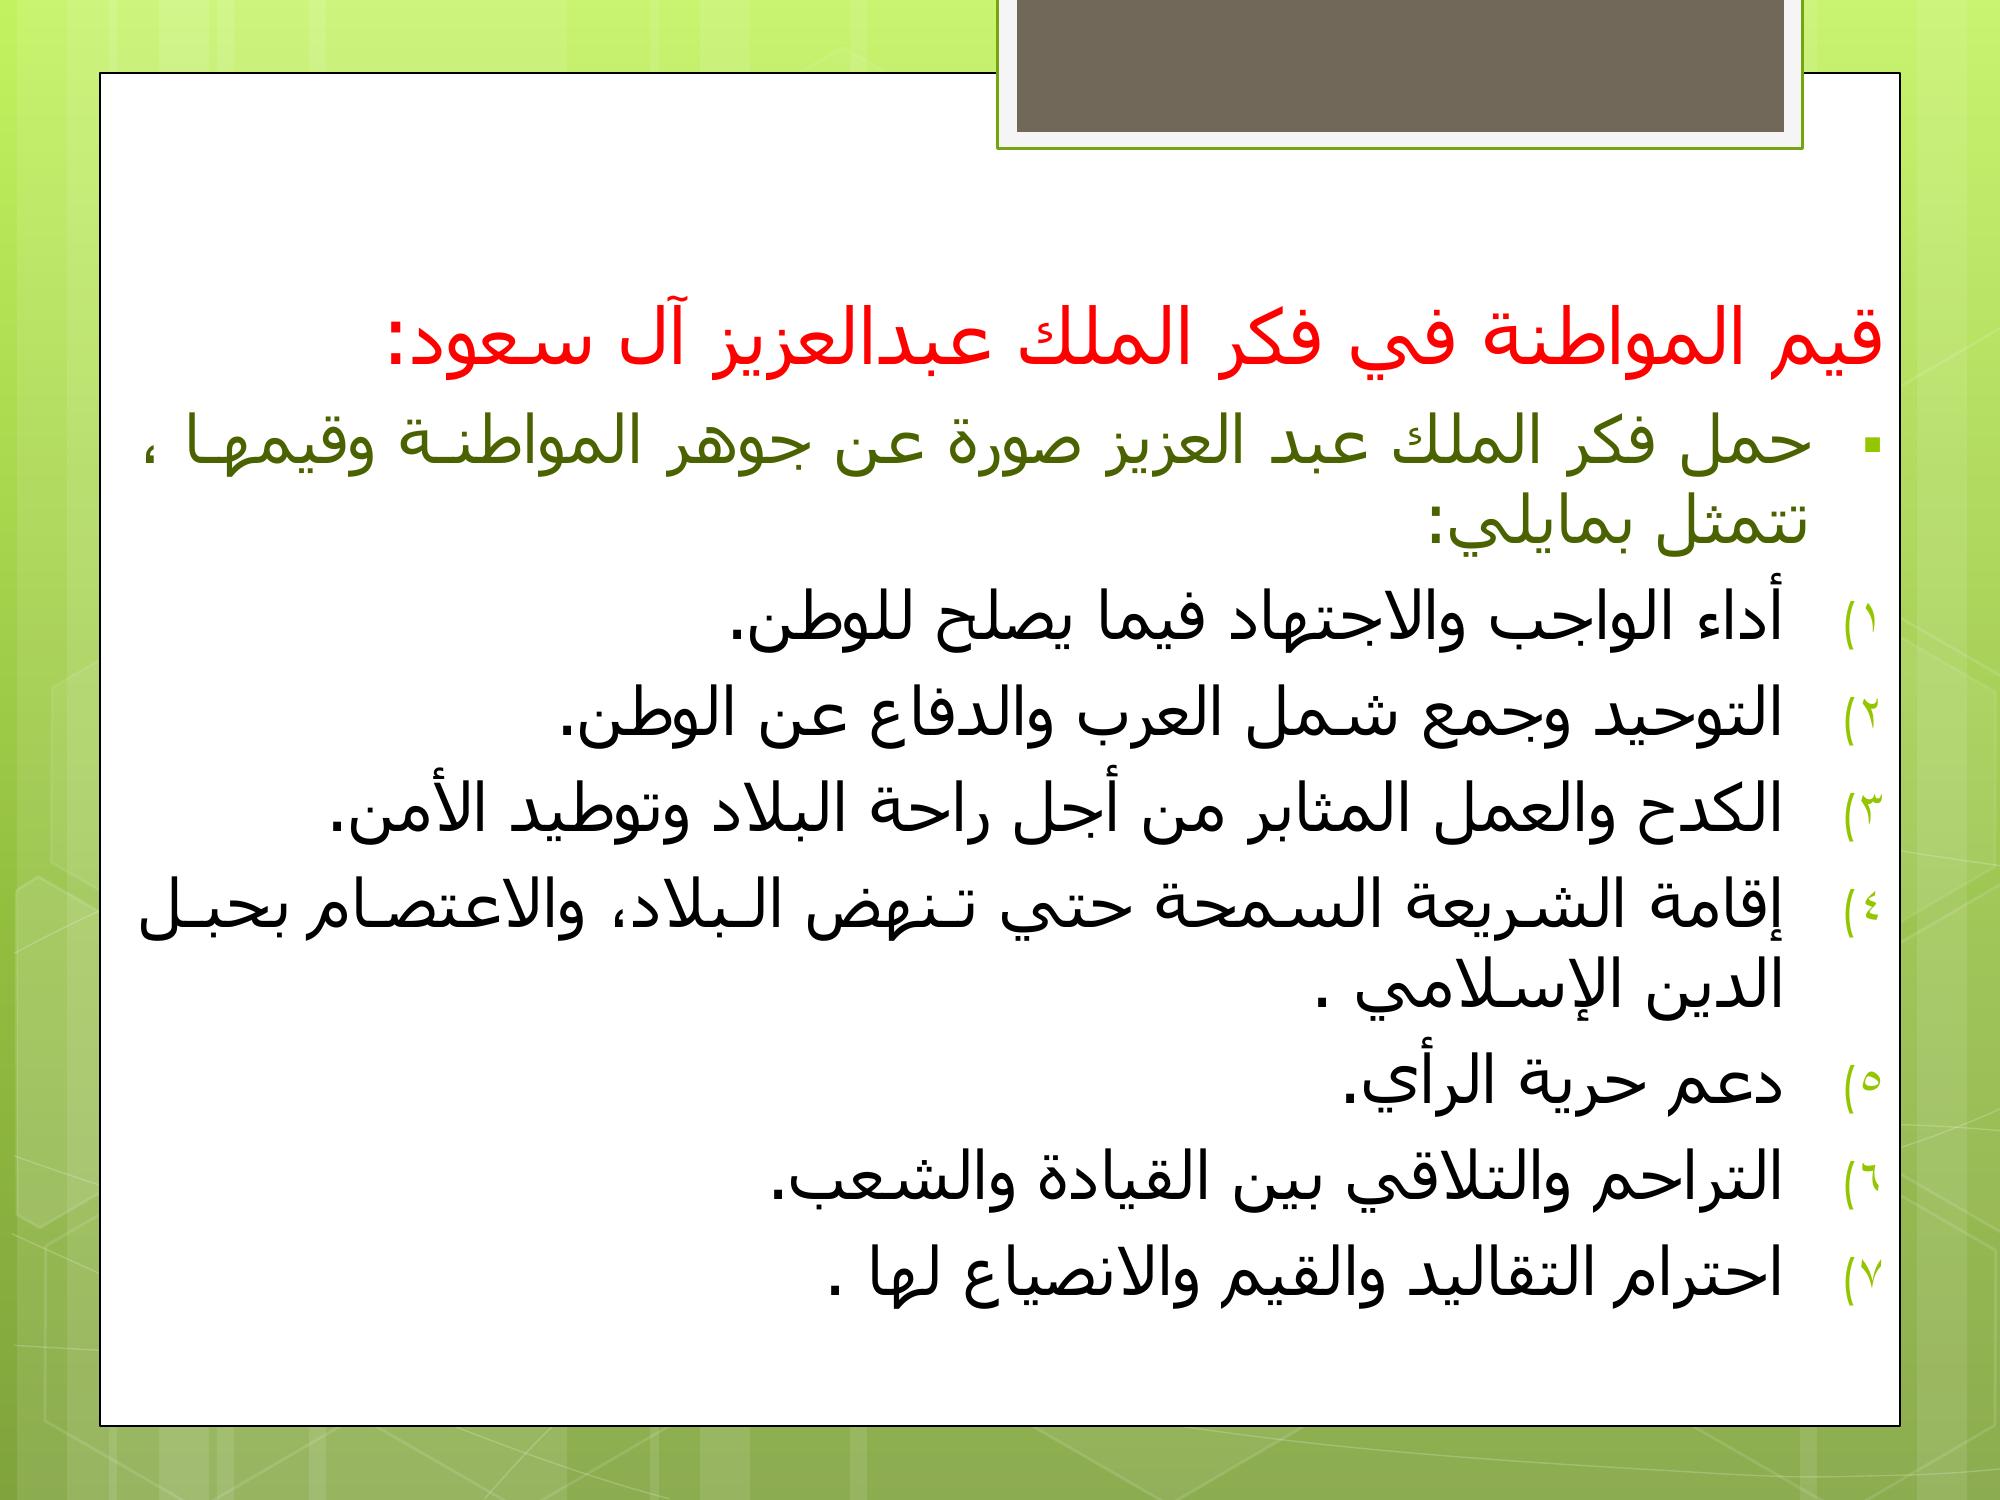 قيم المواطنة في فكر الملك عبدالعزيز آل سعود:
▪ حمل فكر الملك عبد العزيز صورة عن جوهر المواطنـة وقيمهـا ،
تتمثل بمايلي:
١) أداء الواجب والاجتهاد فيما يصلح للوطن.
٢) التوحيد وجمع شمل العرب والدفاع عن الوطن.
٣) الكدح والعمل المثابر من أجل راحة البلاد وتوطيد الأمن.
٤) إقامة الشريعة السمحة حتي تـنهض الـبلاد، والاعتصـام بحبـل
الدين الإسلامي .
٥) دعم حرية الرأي.
٦) التراحم والتلاقي بين القيادة والشعب.
٧) احترام التقاليد والقيم والانصياع لها .